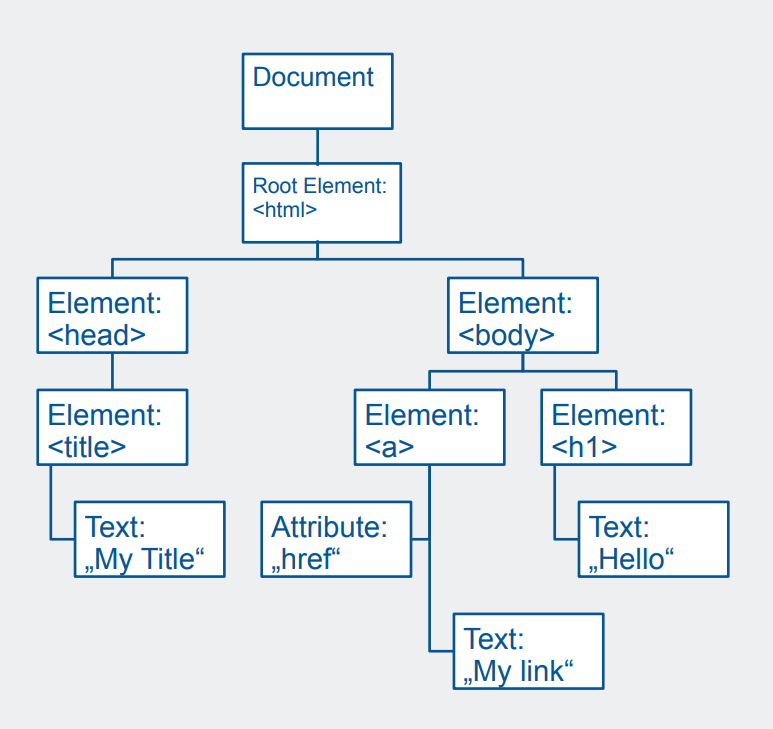 Document
Root Element:
<html>
Element:
<head>
Element:
<body>
Element:
<title>
Element:
<a>
Element:
<h1>
Text:
„My Title“
Attribute:
„href“
Text:
„Hello“
Text:
„My link“